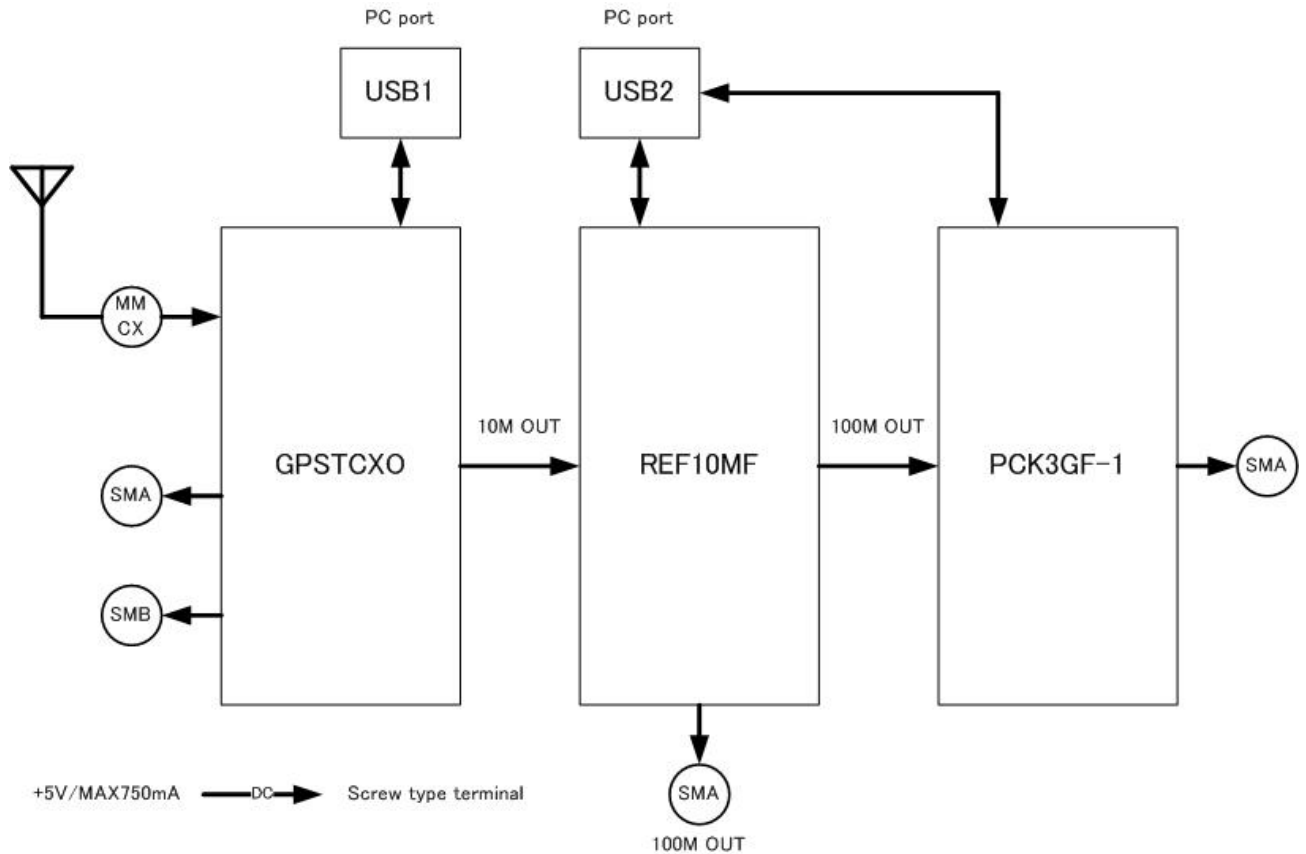 PC port
PC port
USB1
USB2
MM
CX
10M OUT
100M OUT
GPSTCXO
REF10MF
PCK3GF-1
SMA
SMA
SMB
+5V/MAX750mA
DC
Screw type terminal
SMA
100M OUT